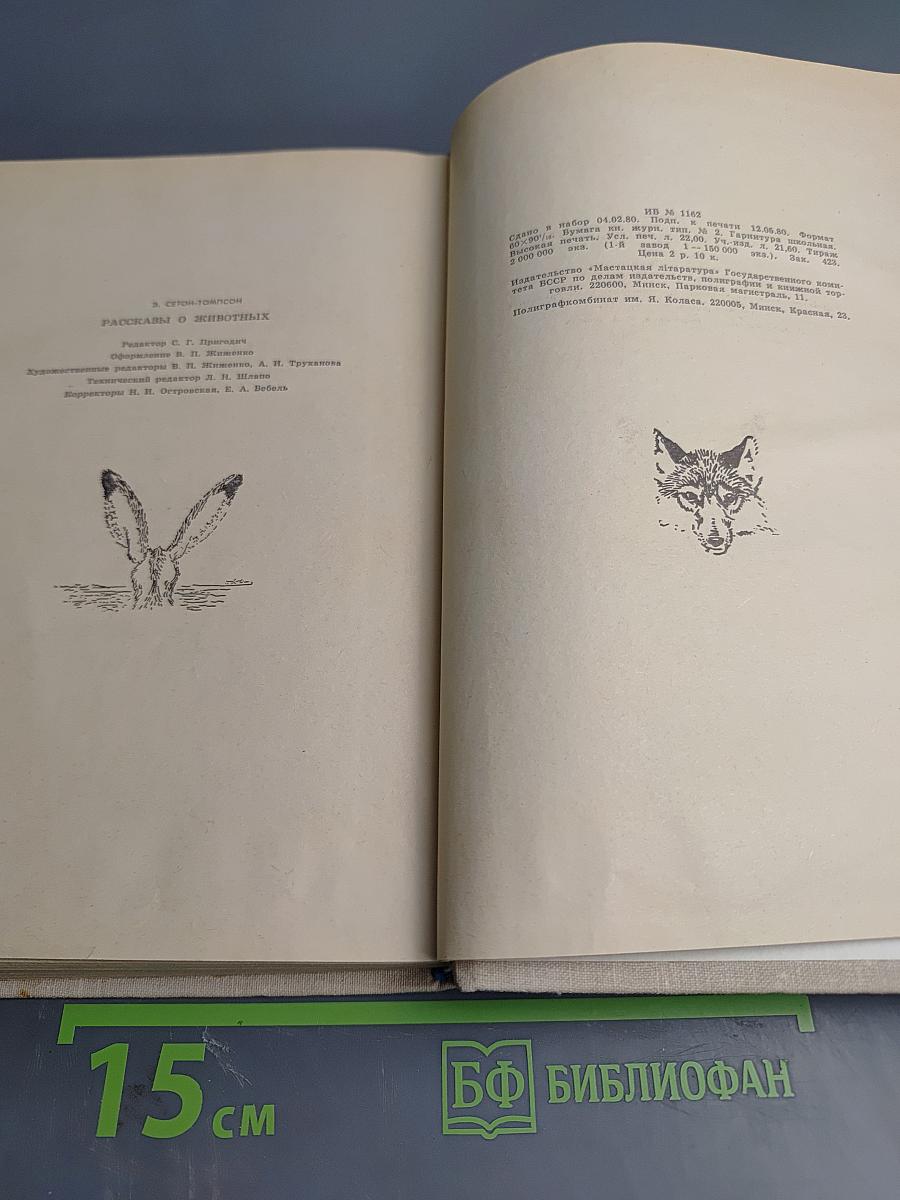 Э. СЕТОН-ТОМПСОН
РАССКАЗЫ О ЖИВОТНЫХ
Редактор С. Г. Пригодич
Оформление В. П. Жиженко
Художественные редакторы В. П. Жиженко, А. И. Труханова
Технический редактор Л. Н. Шлапо
Корректоры Н. И. Островская, Е. А. Бебель
ИБ № 1162
Сдано в набор 04.02.80. Подп. к печати 12.05.80. Формат
60×90¹/₁₆. Бумага кн. журн. тип. № 2. Гарнитура школьная.
Высокая печать. Усл. печ. л. 22,00. Уч.-изд. л. 21,60. Тираж
2 000 000 экз. (1-й завод 1—150 000 экз.). Зак. 423.
Цена 2 р. 10 к.
Издательство «Мастацкая літаратура» Государственного коми-
тета БССР по делам издательств, полиграфии и книжной тор-
говли. 220600, Минск, Парковая магистраль, 11.
Полиграфкомбинат им. Я. Коласа. 220005, Минск, Красная, 23.
15 см
БФ БИБЛИОФАН